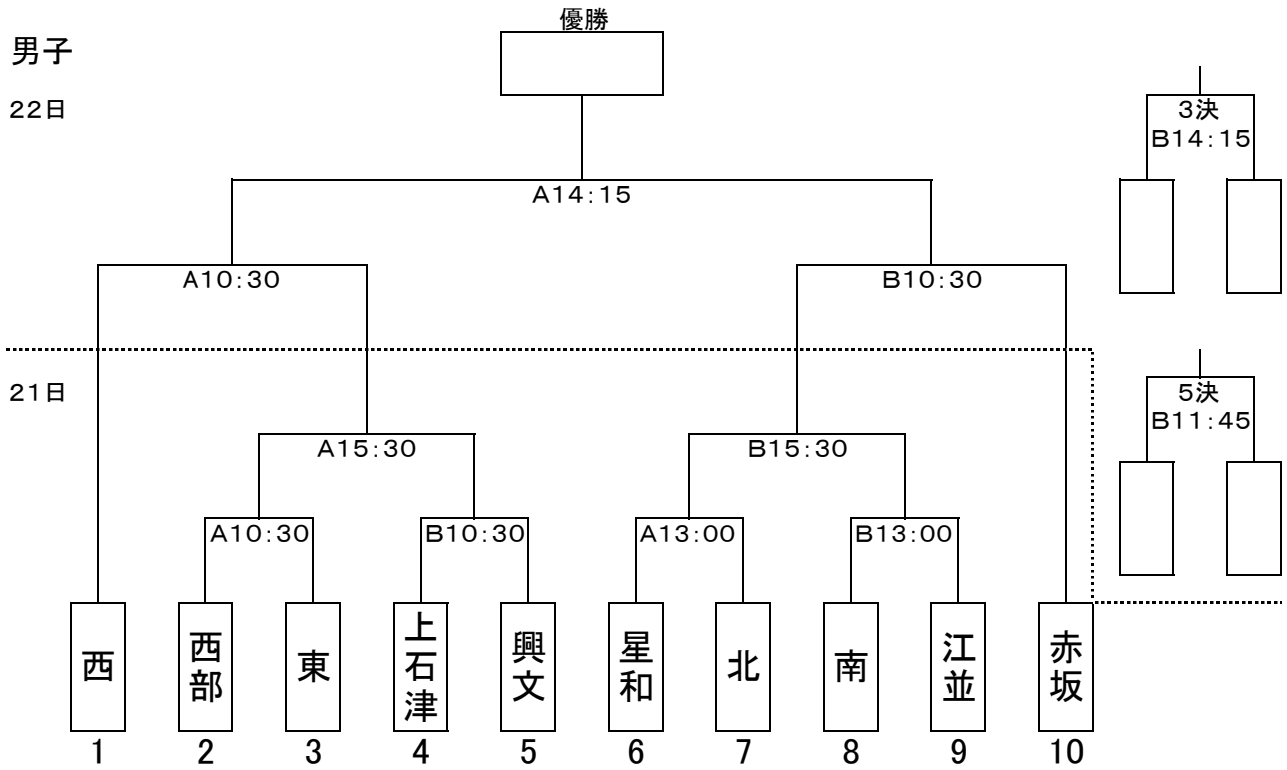 優勝
男子
22日
3決
B14:15
A14:15
A10:30
B10:30
21日
5決
B11:45
A15:30
B15:30
A10:30
B10:30
A13:00
B13:00
西
西部
東
上石津
興文
星和
北
南
江並
赤坂
1
2
3
4
5
6
7
8
9
10